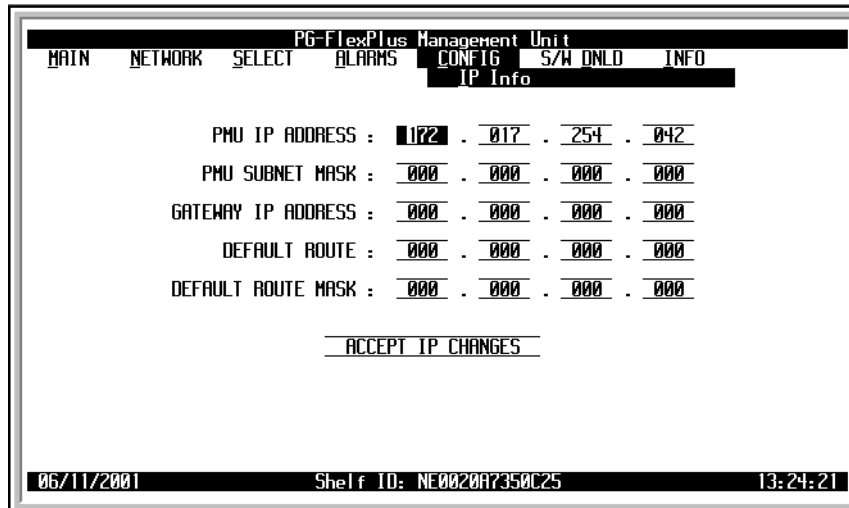 PG-FlexPlus Management Unit
MAIN NETWORK SELECT ALARMS CONFIG S/W DNLD INFO
IP Info
PMU IP ADDRESS : 172 . 017 . 254 . 042
PMU SUBNET MASK : 000 . 000 . 000 . 000
GATEWAY IP ADDRESS : 000 . 000 . 000 . 000
DEFAULT ROUTE : 000 . 000 . 000 . 000
DEFAULT ROUTE MASK : 000 . 000 . 000 . 000
ACCEPT IP CHANGES
06/11/2001 Shelf ID: NE0020A7350C25 13:24:21